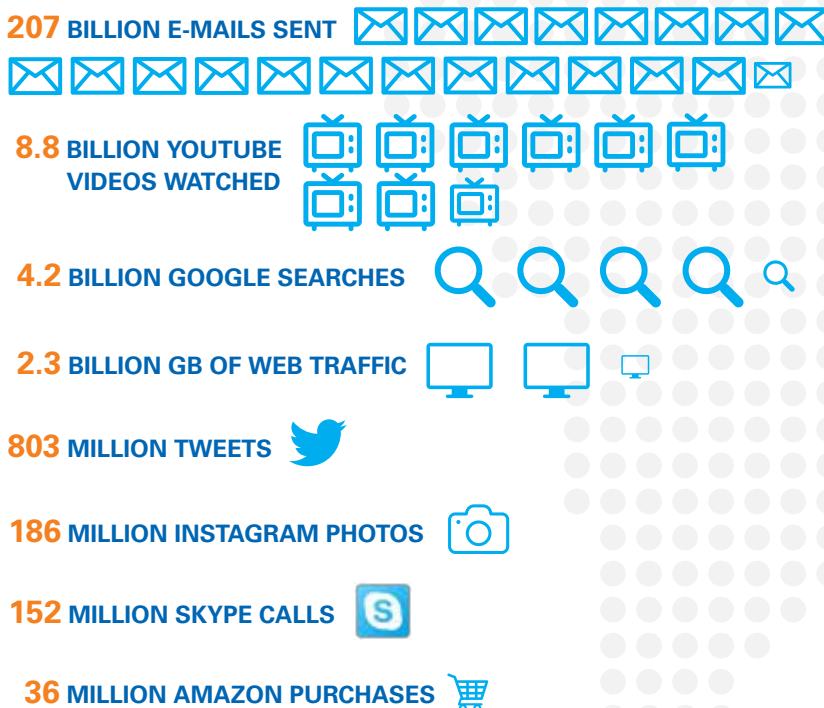 207 BILLION E-MAILS SENT
8.8 BILLION YOUTUBE
VIDEOS WATCHED
4.2 BILLION GOOGLE SEARCHES
2.3 BILLION GB OF WEB TRAFFIC
803 MILLION TWEETS
186 MILLION INSTAGRAM PHOTOS
152 MILLION SKYPE CALLS S
36 MILLION AMAZON PURCHASES